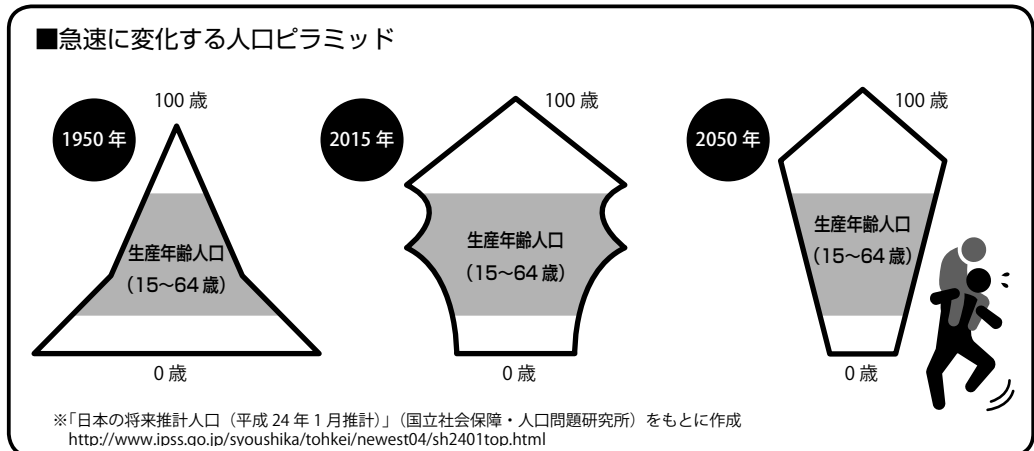 ■急速に変化する人口ピラミッド
1950 年
100 歳
生産年齢人口
（15〜64 歳）
0 歳
2015 年
100 歳
生産年齢人口
（15〜64 歳）
0 歳
2050 年
100 歳
生産年齢人口
（15〜64 歳）
0 歳
※「日本の将来推計人口（平成 24 年 1 月推計）」（国立社会保障・人口問題研究所）をもとに作成
http://www.ipss.go.jp/syoushika/tohkei/newest04/sh2401top.html